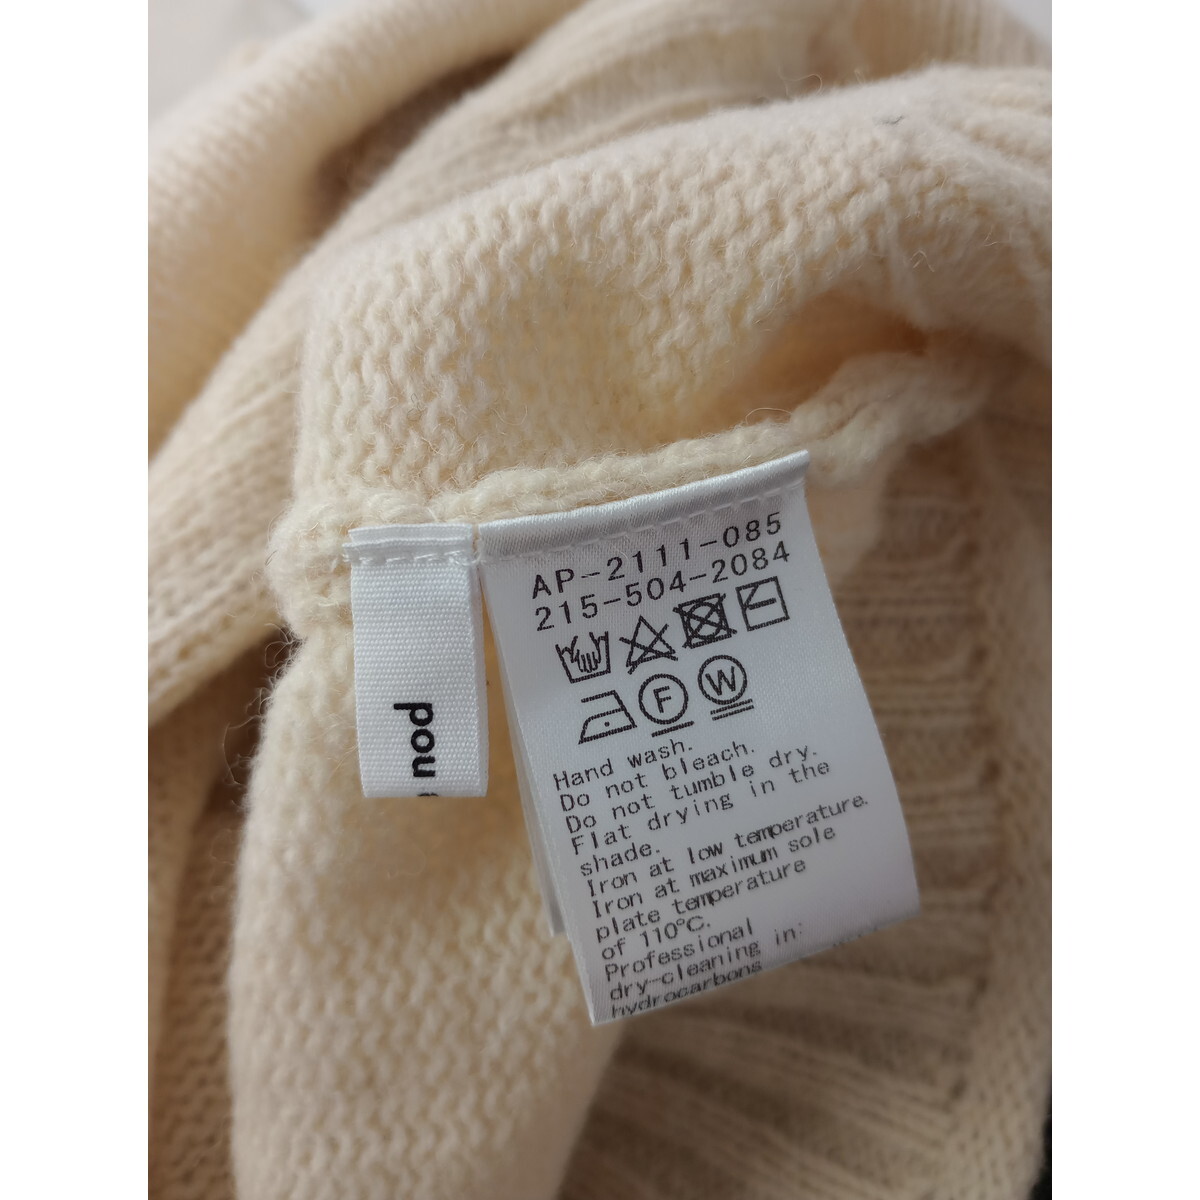 AP-2111-085
215-504-2084
F
W
Hand wash.
Do not bleach.
Do not tumble dry.
Flat drying in the
shade.
Iron at low temperature.
Iron at maximum sole
plate temperature
of 110°C.
Professional
dry-cleaning in:
hydrocarbons
pou